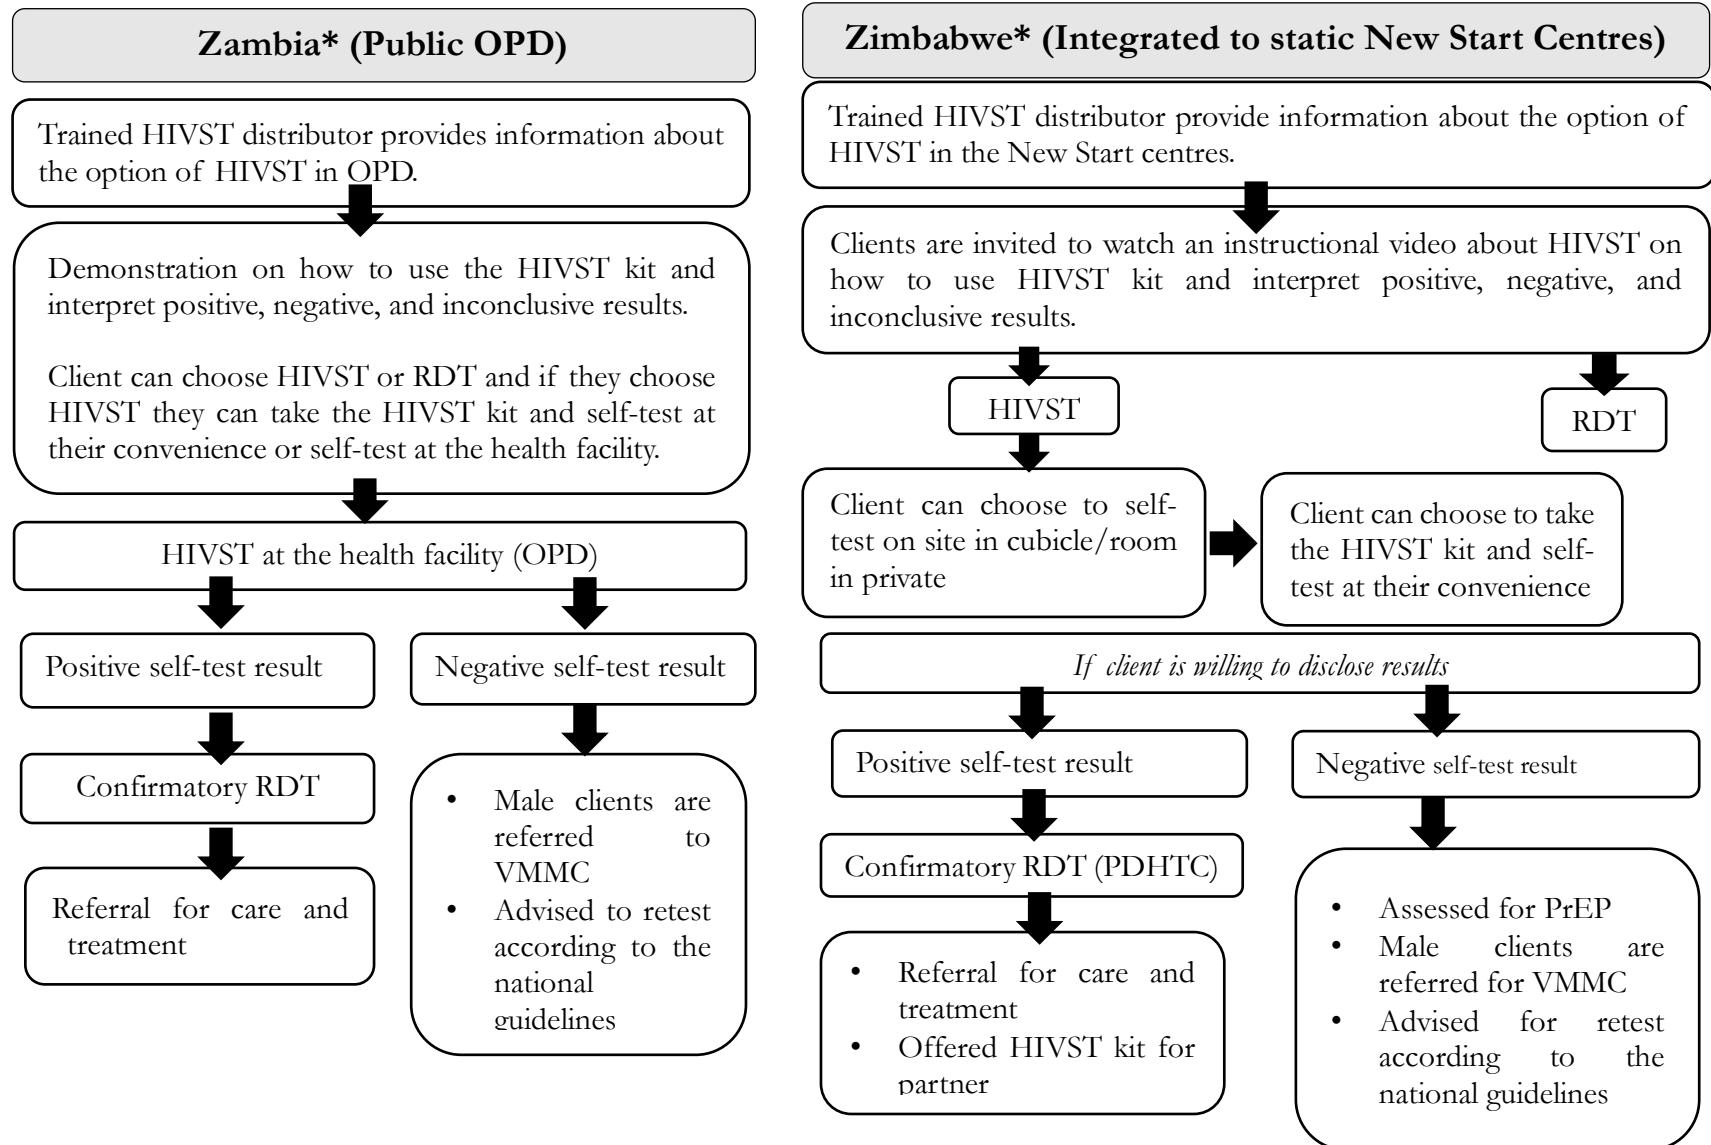 Zambia* (Public OPD)
Trained HIVST distributor provides information about
the option of HIVST in OPD.
Demonstration on how to use the HIVST kit and
interpret positive, negative, and inconclusive results.
Client can choose HIVST or RDT and if they choose
HIVST they can take the HIVST kit and self-test at
their convenience or self-test at the health facility.
HIVST at the health facility (OPD)
Positive self-test result
Negative self-test result
Confirmatory RDT
Referral for care and
treatment
• Male clients are
referred to
VMMC
• Advised to retest
according to the
national
guidelines
Zimbabwe* (Integrated to static New Start Centres)
Trained HIVST distributor provide information about the option of
HIVST in the New Start centres.
Clients are invited to watch an instructional video about HIVST on
how to use HIVST kit and interpret positive, negative, and
inconclusive results.
HIVST
RDT
Client can choose to self-
test on site in cubicle/room
in private
Client can choose to take
the HIVST kit and self-
test at their convenience
If client is willing to disclose results
Positive self-test result
Negative self-test result
Confirmatory RDT (PDHTC)
• Referral for care and
treatment
• Offered HIVST kit for
partner
• Assessed for PrEP
• Male clients are
referred for VMMC
• Advised for retest
according to the
national guidelines